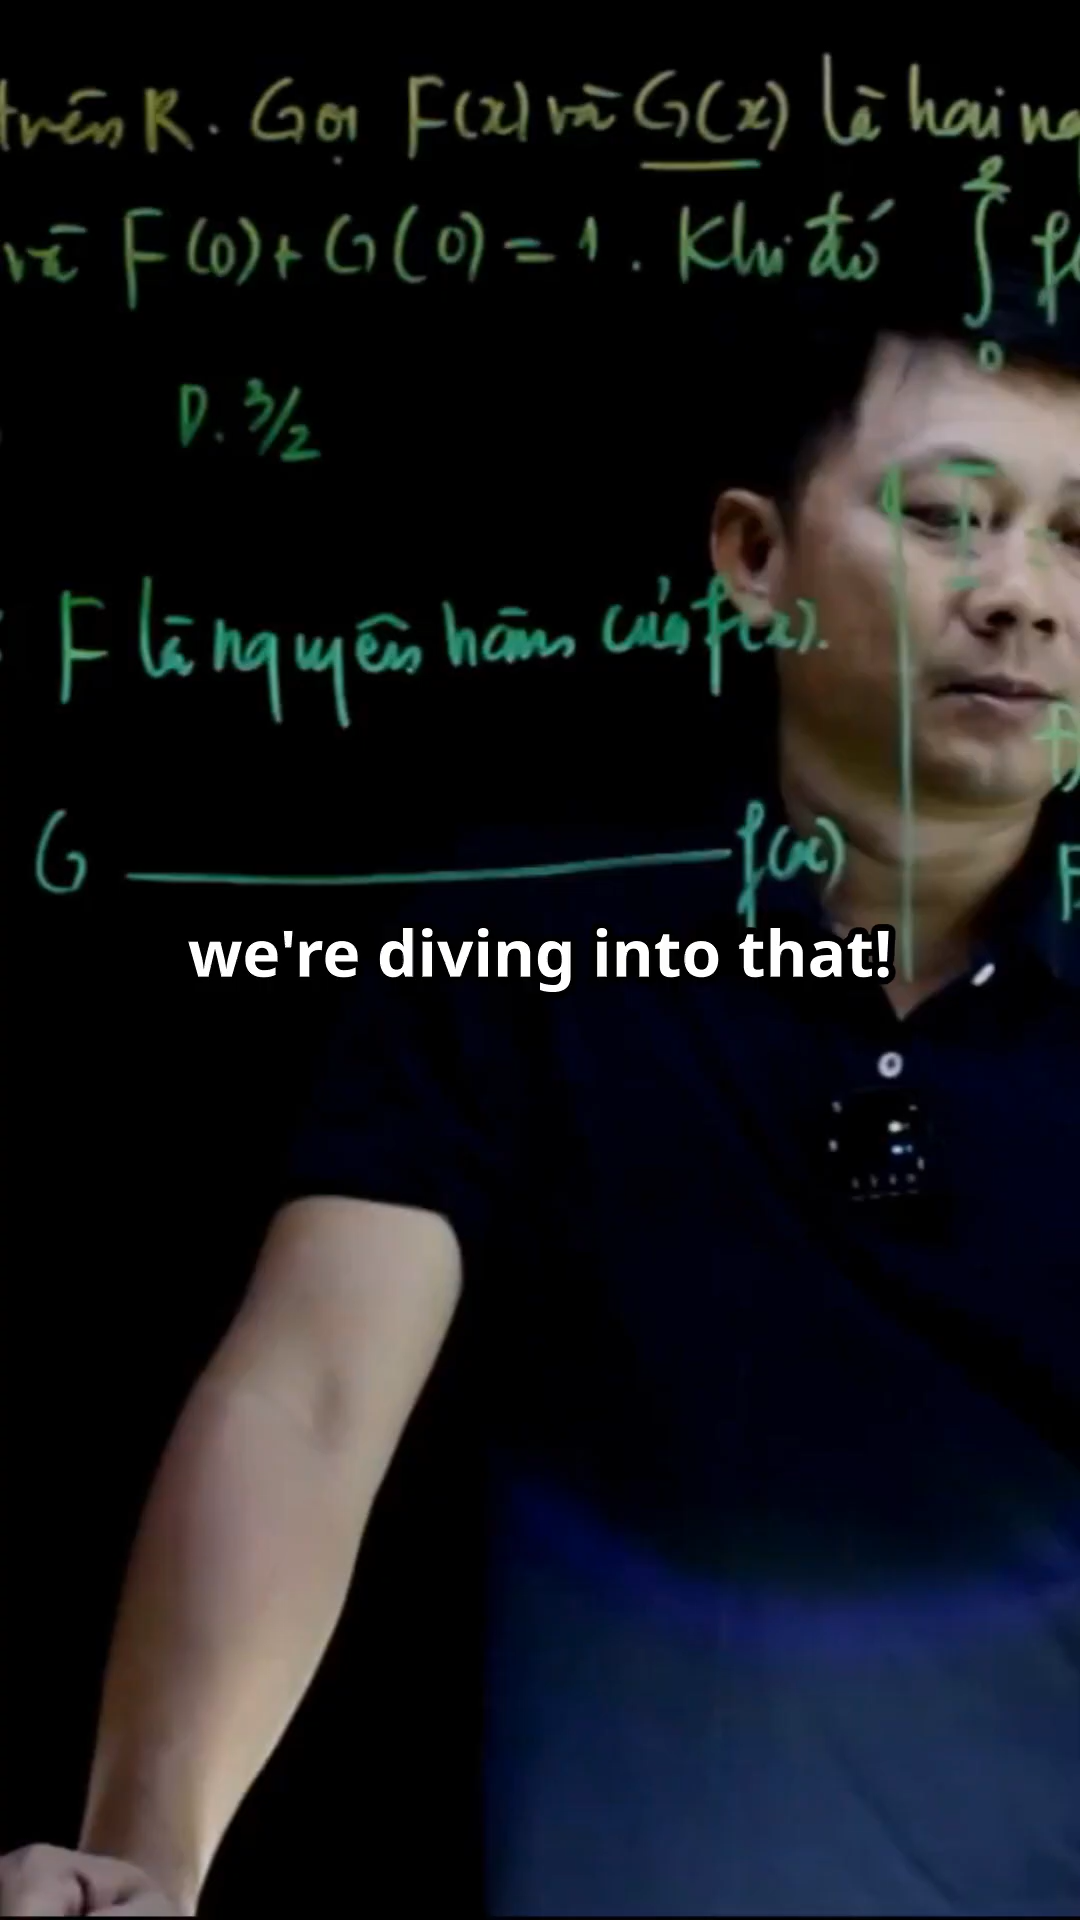 trên R. Gọi F(x) và G(x) là hai
và F(0) + G(0) = 1. Khi đó ∫₀² f(
D. 3/2
I =
F là nguyên hàm của f(x).
G ——— f(x)
F
we're diving into that!